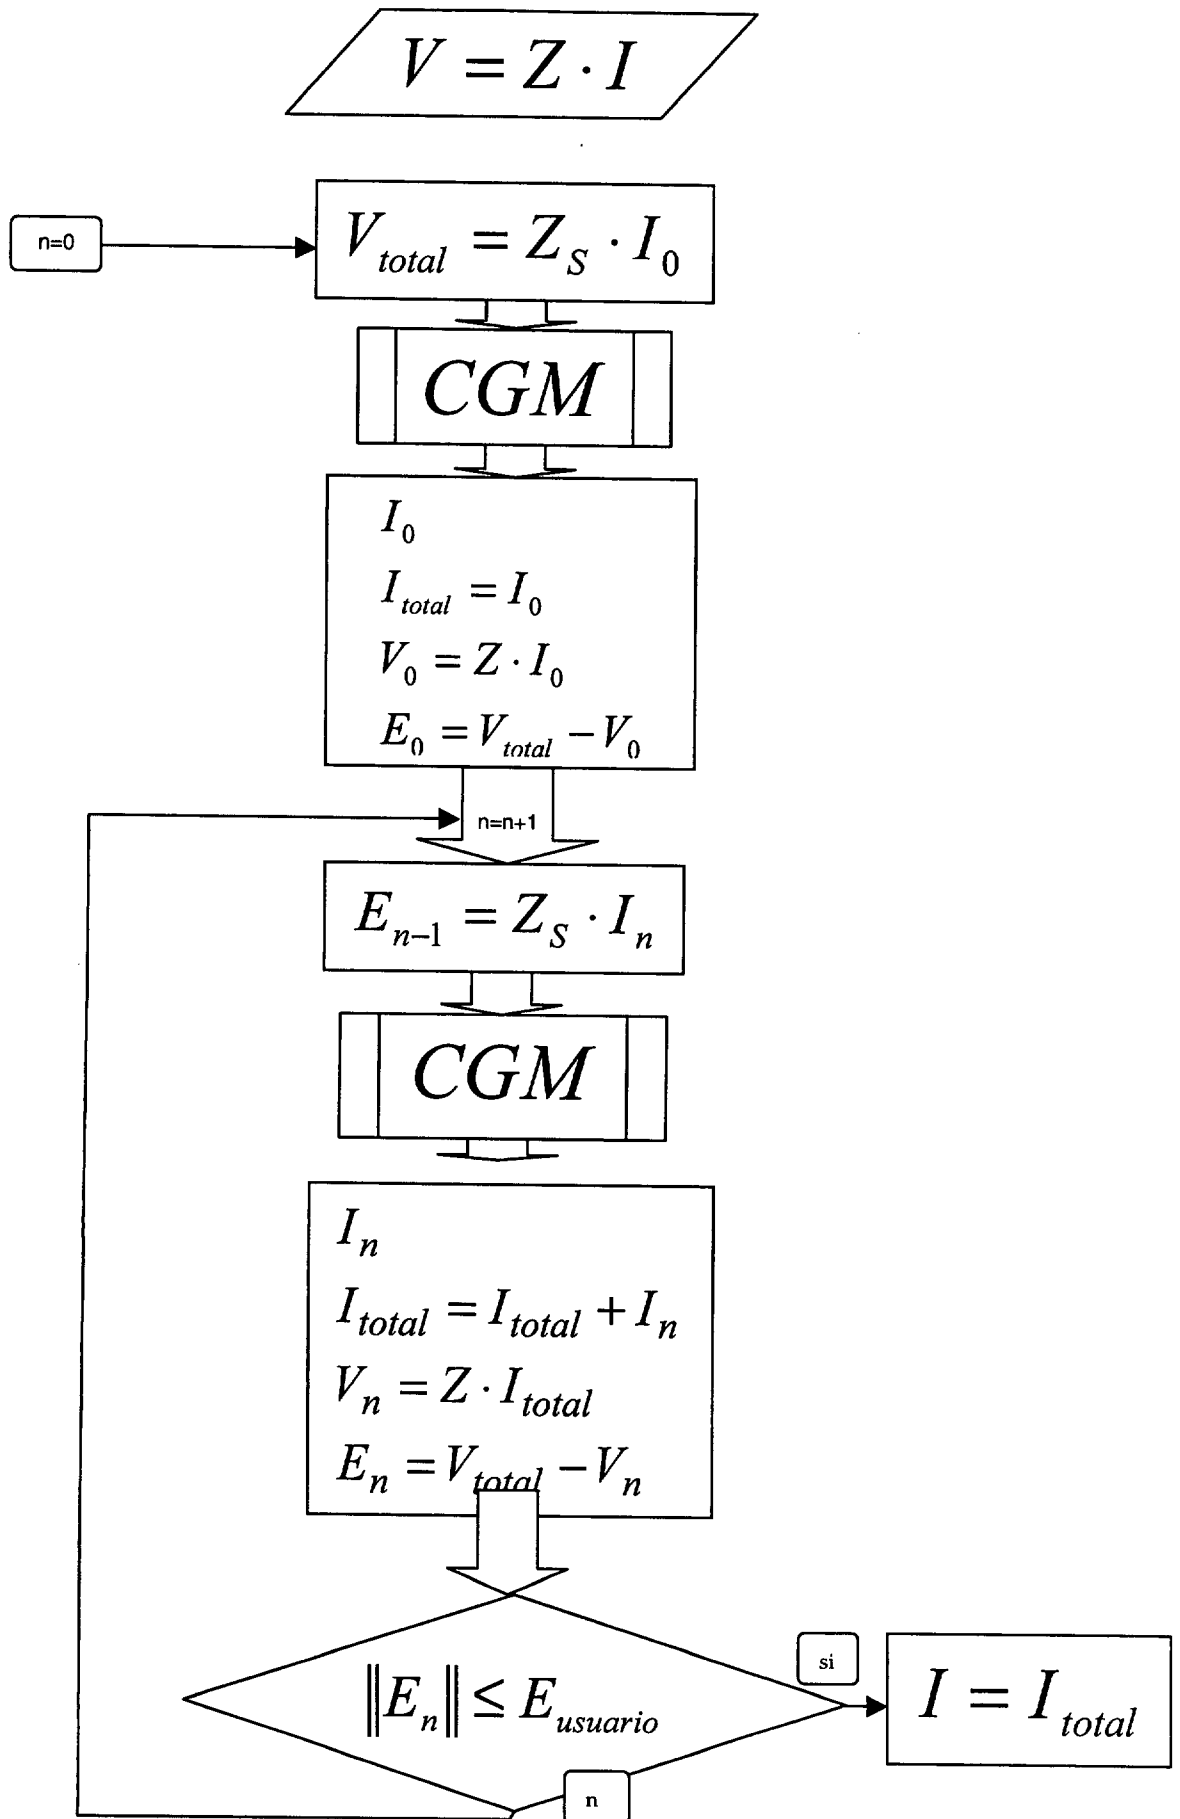 V = Z · I
n=0
V_total = Z_S · I_0
CGM
I_0
I_total = I_0
V_0 = Z · I_0
E_0 = V_total − V_0
n=n+1
E_{n−1} = Z_S · I_n
CGM
I_n
I_total = I_total + I_n
V_n = Z · I_total
E_n = V_total − V_n
‖E_n‖ ≤ E_usuario
si
I = I_total
n